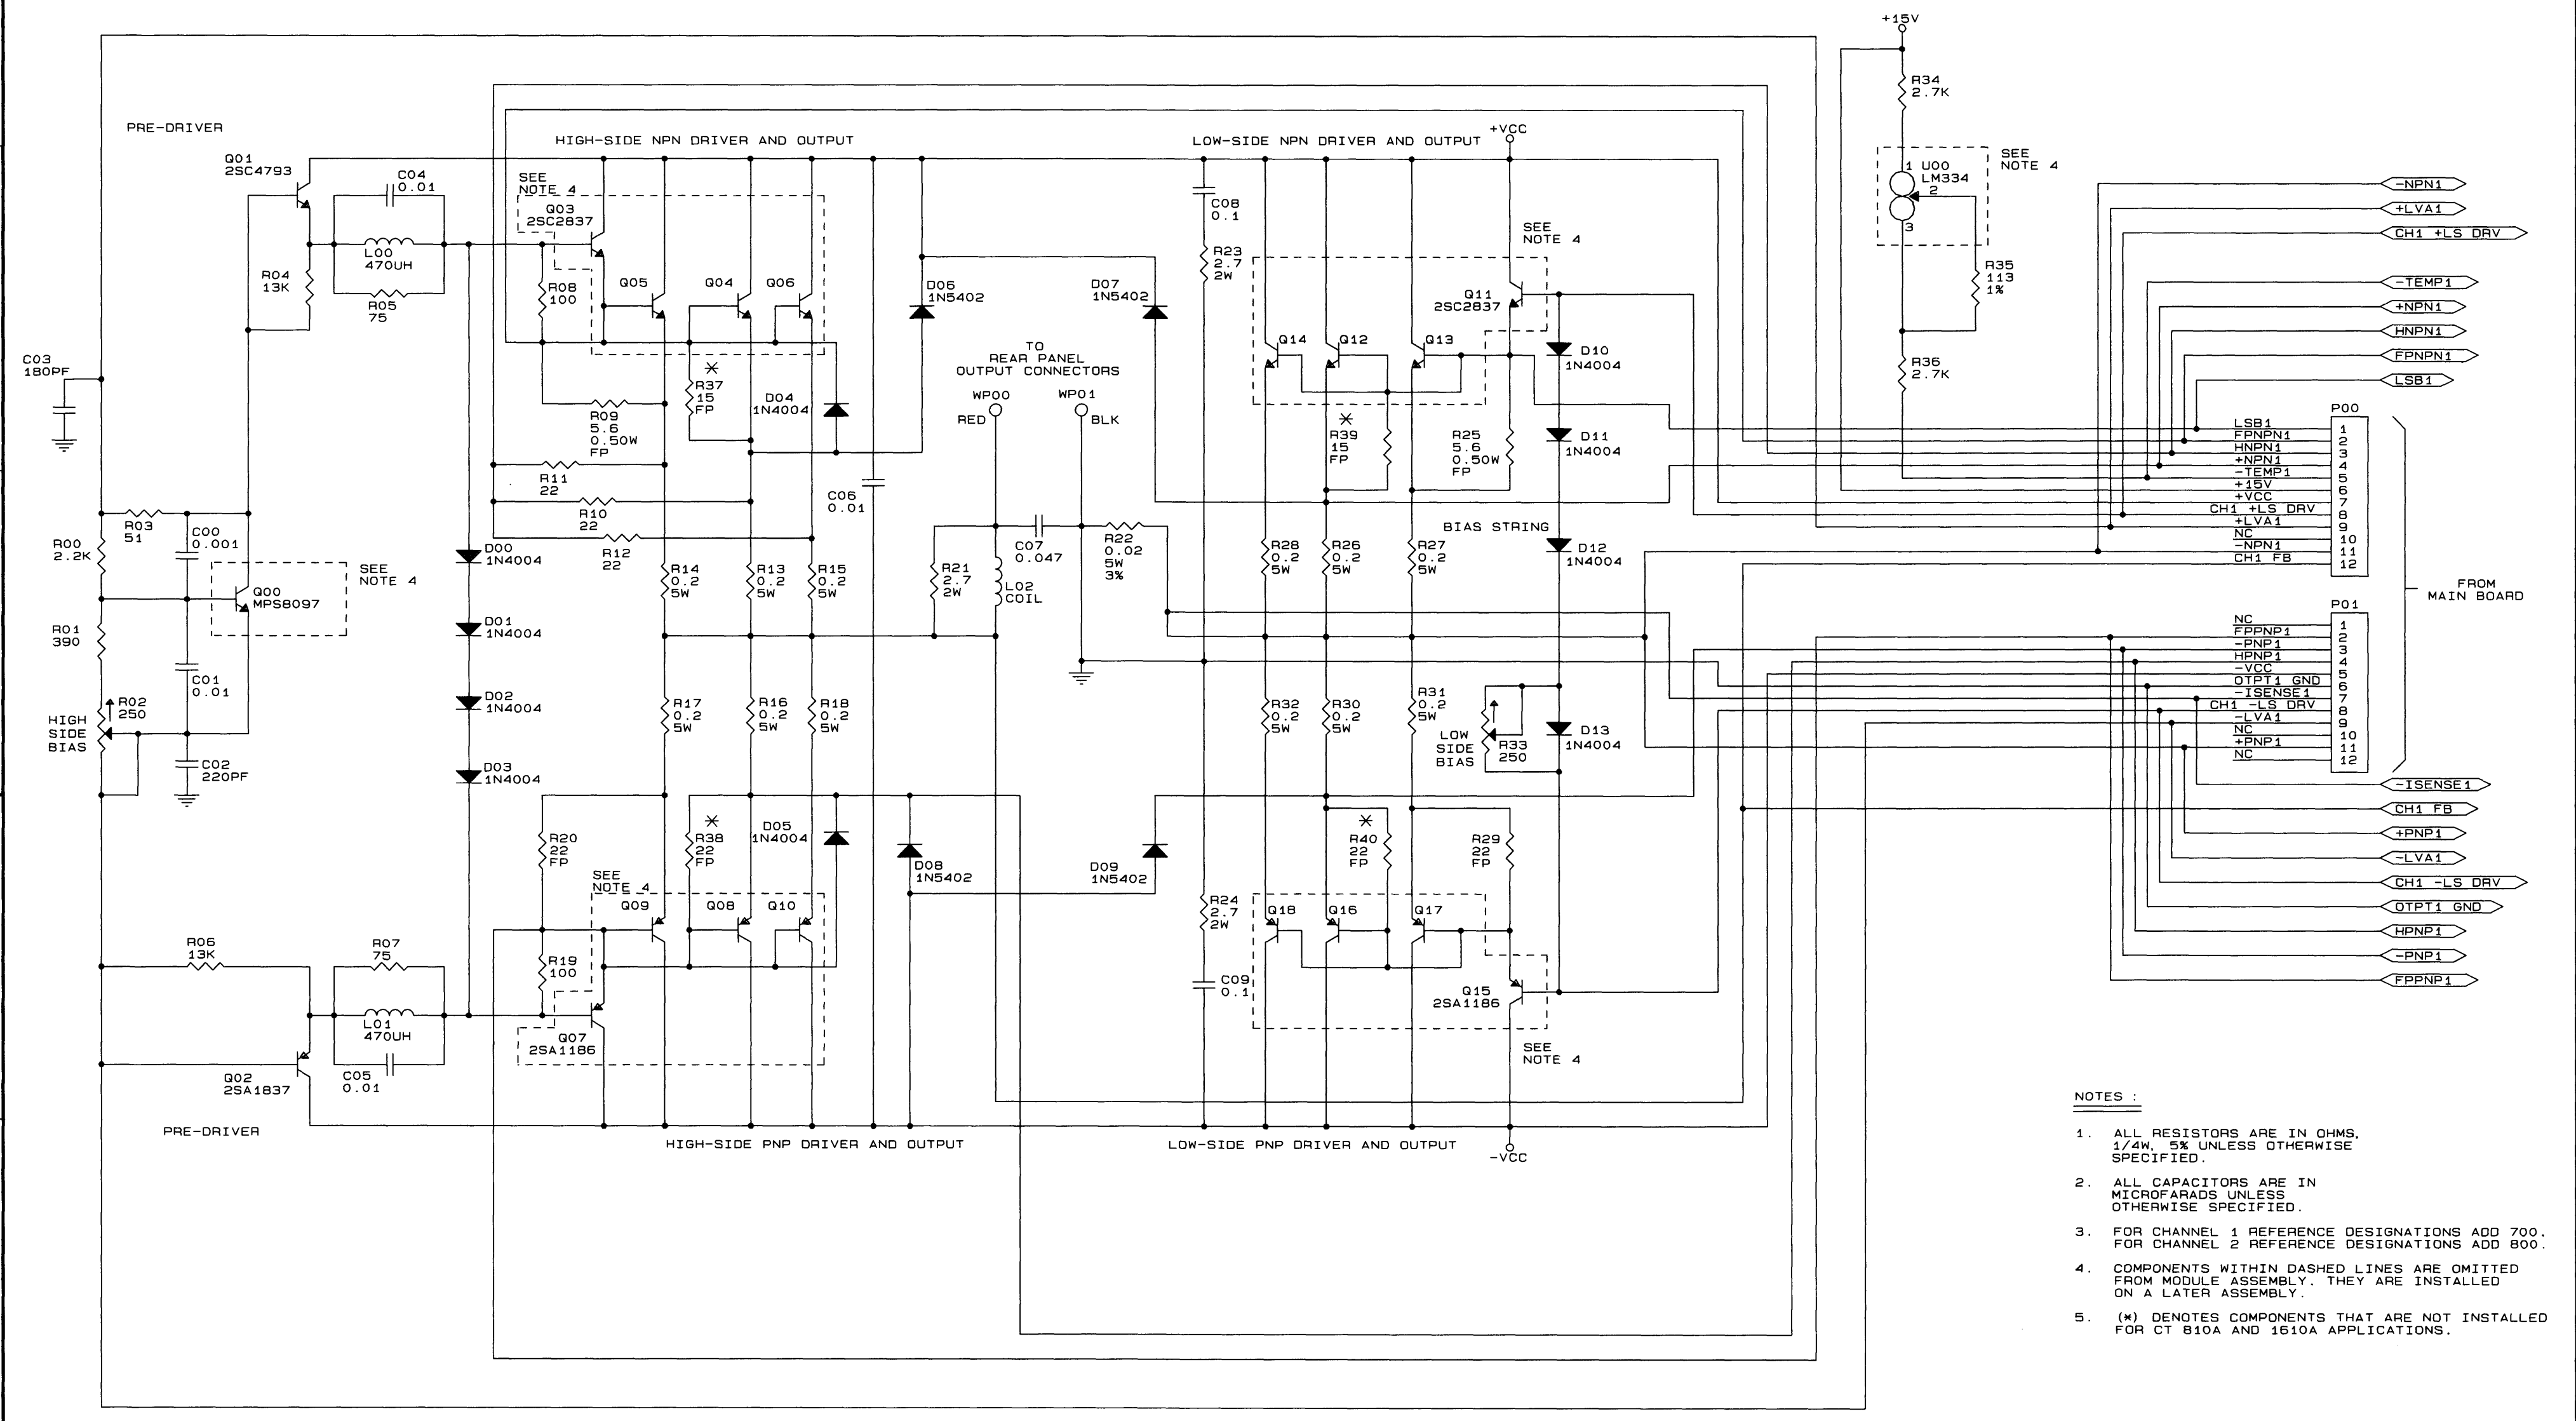 +15V
R34
2.7K
PRE-DRIVER
HIGH-SIDE NPN DRIVER AND OUTPUT
LOW-SIDE NPN DRIVER AND OUTPUT
+VCC
Q01
2SC4793
C04
0.01
L00
470UH
R04
13K
R05
75
SEE
NOTE 4
Q03
2SC2837
R08
100
Q05
Q04
Q06
D06
1N5402
D07
1N5402
C08
0.1
R23
2.7
2W
SEE
NOTE 4
Q11
2SC2837
Q14
Q12
Q13
D10
1N4004
1 U00
LM334
2
3
SEE
NOTE 4
R35
113
1%
R36
2.7K
-NPN1
+LVA1
CH1 +LS DRV
-TEMP1
+NPN1
HNPN1
FPNPN1
LSB1
C03
180PF
*
R37
15
FP
D04
1N4004
R09
5.6
0.50W
FP
TO
REAR PANEL
OUTPUT CONNECTORS
WP00
RED
WP01
BLK
*
R39
15
FP
R25
5.6
0.50W
FP
D11
1N4004
P00
LSB1 1
FPNPN1 2
HNPN1 3
+NPN1 4
-TEMP1 5
+15V 6
+VCC 7
CH1 +LS DRV 8
+LVA1 9
NC 10
-NPN1 11
CH1 FB 12
R11
22
R10
22
R12
22
C06
0.01
BIAS STRING
R03
51
C00
0.001
R00
2.2K
Q00
MPS8097
SEE
NOTE 4
D00
1N4004
R14
0.2
5W
R13
0.2
5W
R15
0.2
5W
R21
2.7
2W
L02
COIL
C07
0.047
R22
0.02
5W
3%
R28
0.2
5W
R26
0.2
5W
R27
0.2
5W
D12
1N4004
FROM
MAIN BOARD
R01
390
C01
0.01
D01
1N4004
P01
NC 1
FPPNP1 2
-PNP1 3
HPNP1 4
-VCC 5
OTPT1 GND 6
-ISENSE1 7
CH1 -LS DRV 8
-LVA1 9
NC 10
+PNP1 11
NC 12
HIGH
SIDE
BIAS
R02
250
C02
220PF
D02
1N4004
D03
1N4004
R17
0.2
5W
R16
0.2
5W
R18
0.2
5W
R32
0.2
5W
R30
0.2
5W
R31
0.2
5W
LOW
SIDE
BIAS
R33
250
D13
1N4004
-ISENSE1
CH1 FB
+PNP1
-LVA1
CH1 -LS DRV
OTPT1 GND
HPNP1
-PNP1
FPPNP1
R20
22
FP
*
R38
22
FP
D05
1N4004
D08
1N5402
D09
1N5402
*
R40
22
FP
R29
22
FP
SEE
NOTE 4
Q09
Q08
Q10
R24
2.7
2W
Q18
Q16
Q17
R06
13K
R07
75
R19
100
C09
0.1
Q15
2SA1186
L01
470UH
Q07
2SA1186
SEE
NOTE 4
Q02
2SA1837
C05
0.01
PRE-DRIVER
HIGH-SIDE PNP DRIVER AND OUTPUT
LOW-SIDE PNP DRIVER AND OUTPUT
-VCC
NOTES :
1. ALL RESISTORS ARE IN OHMS,
1/4W, 5% UNLESS OTHERWISE
SPECIFIED.
2. ALL CAPACITORS ARE IN
MICROFARADS UNLESS
OTHERWISE SPECIFIED.
3. FOR CHANNEL 1 REFERENCE DESIGNATIONS ADD 700.
FOR CHANNEL 2 REFERENCE DESIGNATIONS ADD 800.
4. COMPONENTS WITHIN DASHED LINES ARE OMITTED
FROM MODULE ASSEMBLY. THEY ARE INSTALLED
ON A LATER ASSEMBLY.
5. (*) DENOTES COMPONENTS THAT ARE NOT INSTALLED
FOR CT 810A AND 1610A APPLICATIONS.